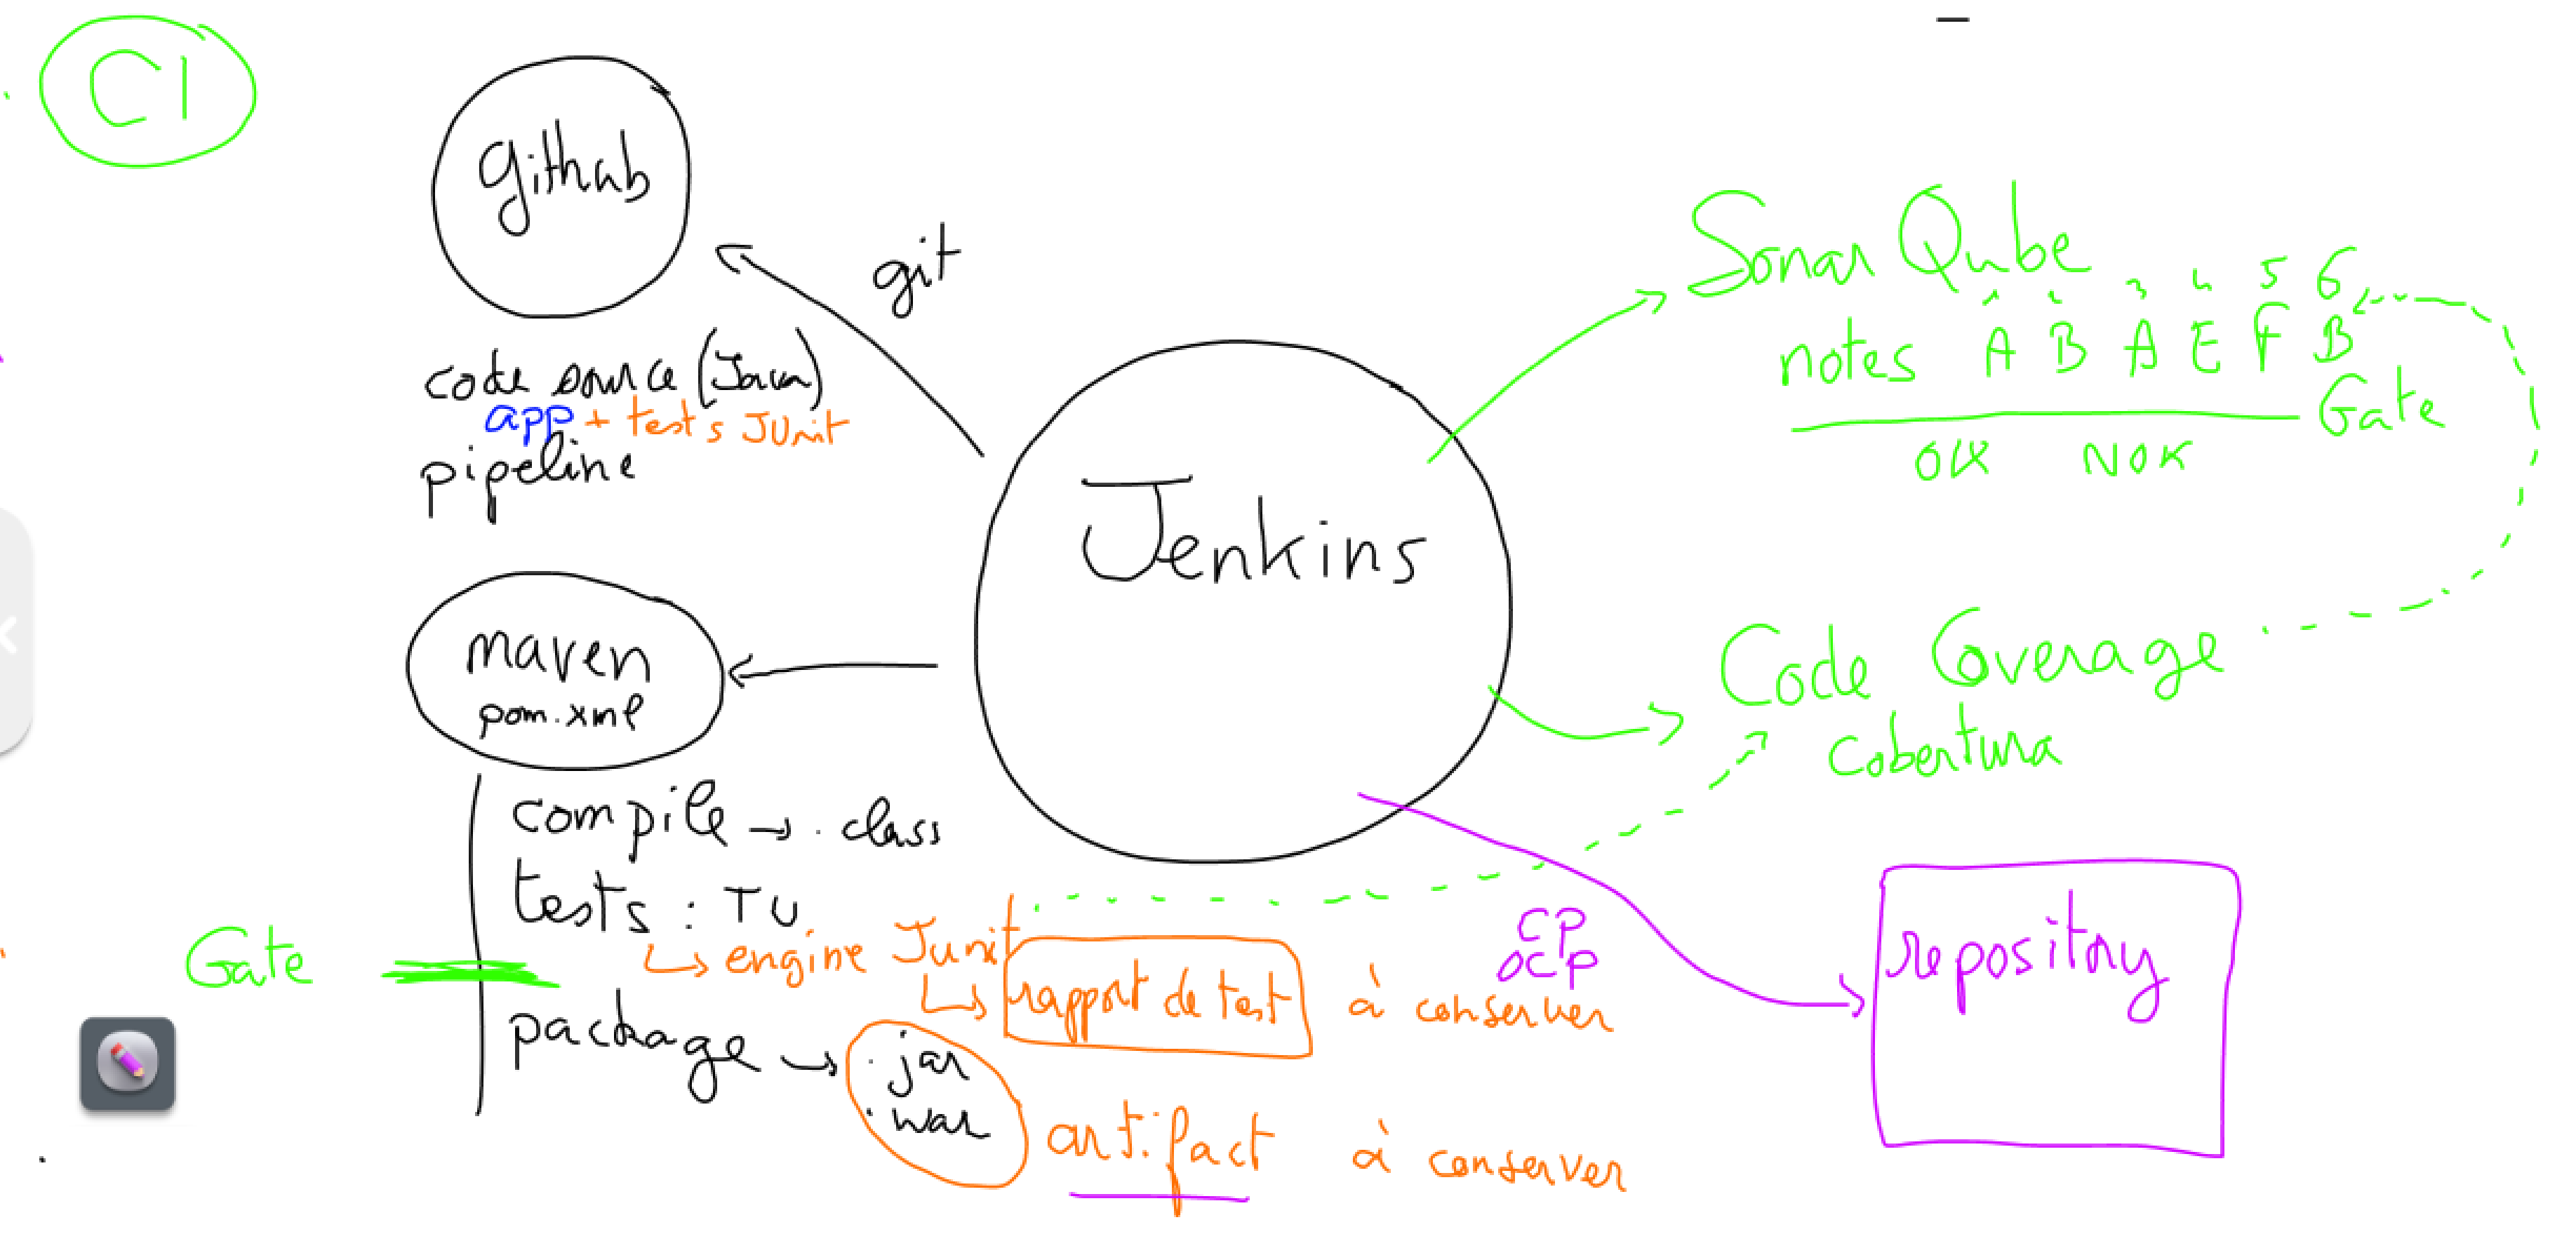 CI
github
git
code source (Java)
app + tests JUnit
pipeline
maven
pom.xml
compile → .class
tests : TU
↳ engine Junit
↳ rapport de test à conserver
Gate
package → .jar
.war
artifact à conserver
Jenkins
Sonar Qube
1 2 3 4 5 6
notes A B A E F B
Gate
OK NOK
Code Coverage
Cobertura
CP
OCP
repository